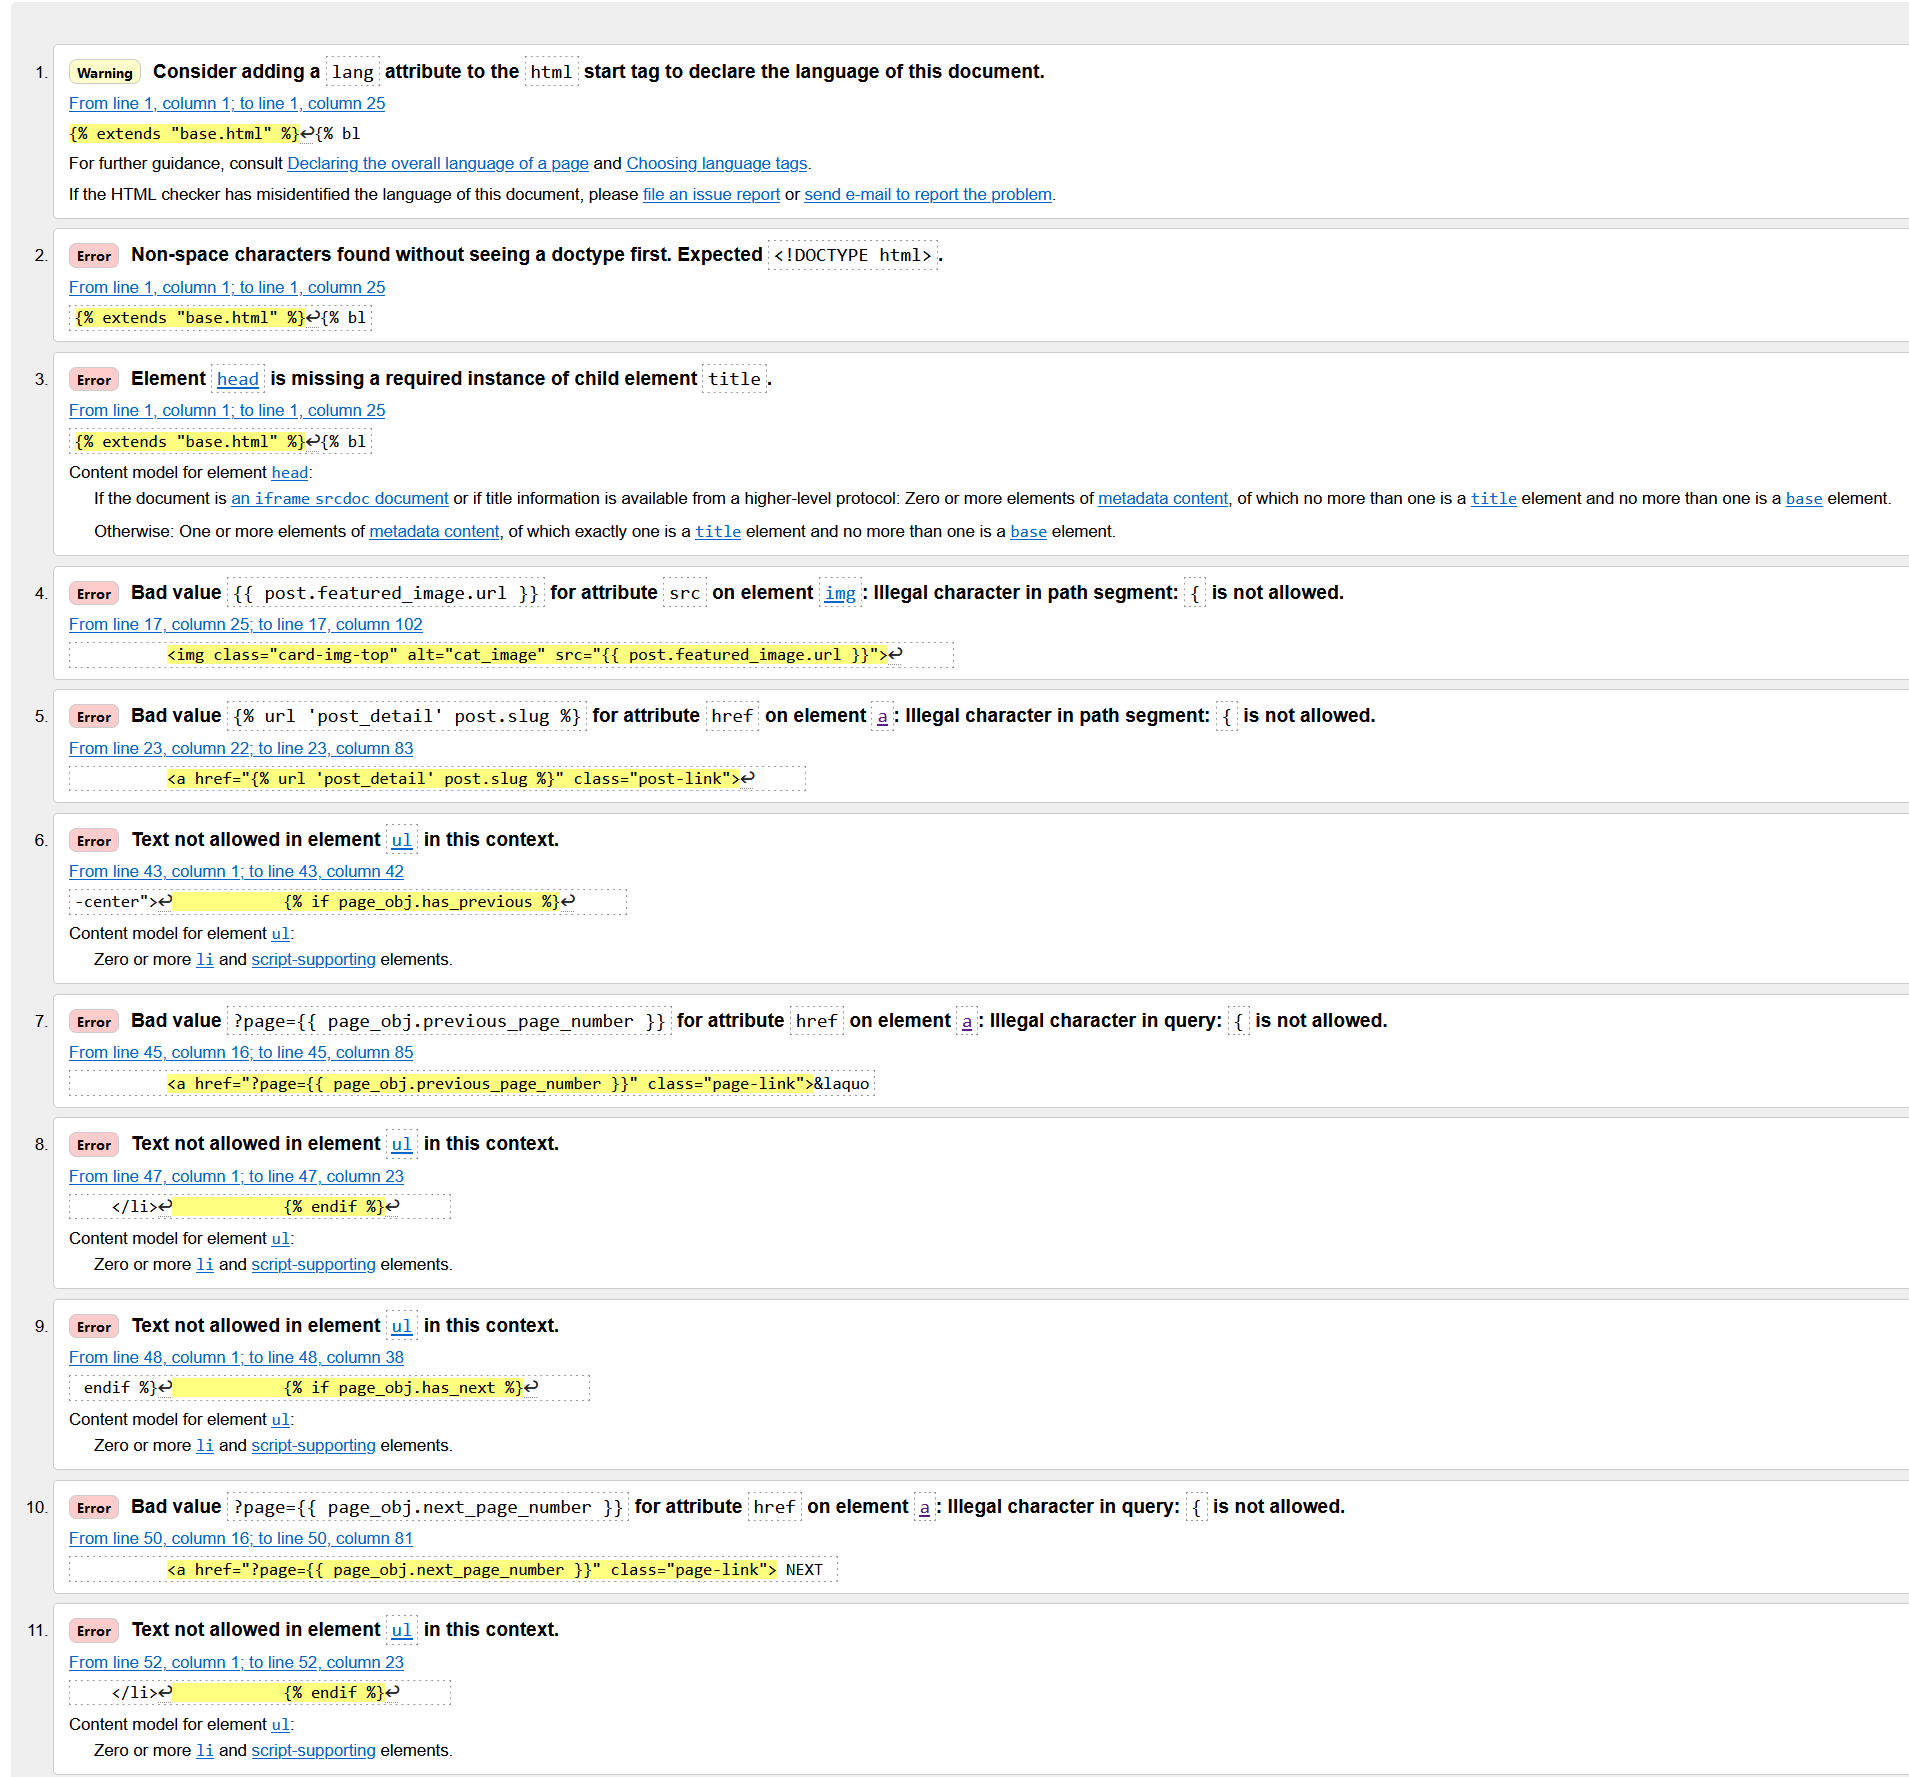 1. Warning Consider adding a lang attribute to the html start tag to declare the language of this document.
From line 1, column 1; to line 1, column 25
{% extends "base.html" %}↩{% bl
For further guidance, consult Declaring the overall language of a page and Choosing language tags.
If the HTML checker has misidentified the language of this document, please file an issue report or send e-mail to report the problem.
2. Error Non-space characters found without seeing a doctype first. Expected <!DOCTYPE html>.
From line 1, column 1; to line 1, column 25
{% extends "base.html" %}↩{% bl
3. Error Element head is missing a required instance of child element title.
From line 1, column 1; to line 1, column 25
{% extends "base.html" %}↩{% bl
Content model for element head:
If the document is an iframe srcdoc document or if title information is available from a higher-level protocol: Zero or more elements of metadata content, of which no more than one is a title element and no more than one is a base element.
Otherwise: One or more elements of metadata content, of which exactly one is a title element and no more than one is a base element.
4. Error Bad value {{ post.featured_image.url }} for attribute src on element img: Illegal character in path segment: { is not allowed.
From line 17, column 25; to line 17, column 102
<img class="card-img-top" alt="cat_image" src="{{ post.featured_image.url }}">↩
5. Error Bad value {% url 'post_detail' post.slug %} for attribute href on element a: Illegal character in path segment: { is not allowed.
From line 23, column 22; to line 23, column 83
<a href="{% url 'post_detail' post.slug %}" class="post-link">↩
6. Error Text not allowed in element ul in this context.
From line 43, column 1; to line 43, column 42
-center">↩ {% if page_obj.has_previous %}↩
Content model for element ul:
Zero or more li and script-supporting elements.
7. Error Bad value ?page={{ page_obj.previous_page_number }} for attribute href on element a: Illegal character in query: { is not allowed.
From line 45, column 16; to line 45, column 85
<a href="?page={{ page_obj.previous_page_number }}" class="page-link">&laquo
8. Error Text not allowed in element ul in this context.
From line 47, column 1; to line 47, column 23
</li>↩ {% endif %}↩
Content model for element ul:
Zero or more li and script-supporting elements.
9. Error Text not allowed in element ul in this context.
From line 48, column 1; to line 48, column 38
endif %}↩ {% if page_obj.has_next %}↩
Content model for element ul:
Zero or more li and script-supporting elements.
10. Error Bad value ?page={{ page_obj.next_page_number }} for attribute href on element a: Illegal character in query: { is not allowed.
From line 50, column 16; to line 50, column 81
<a href="?page={{ page_obj.next_page_number }}" class="page-link"> NEXT
11. Error Text not allowed in element ul in this context.
From line 52, column 1; to line 52, column 23
</li>↩ {% endif %}↩
Content model for element ul:
Zero or more li and script-supporting elements.